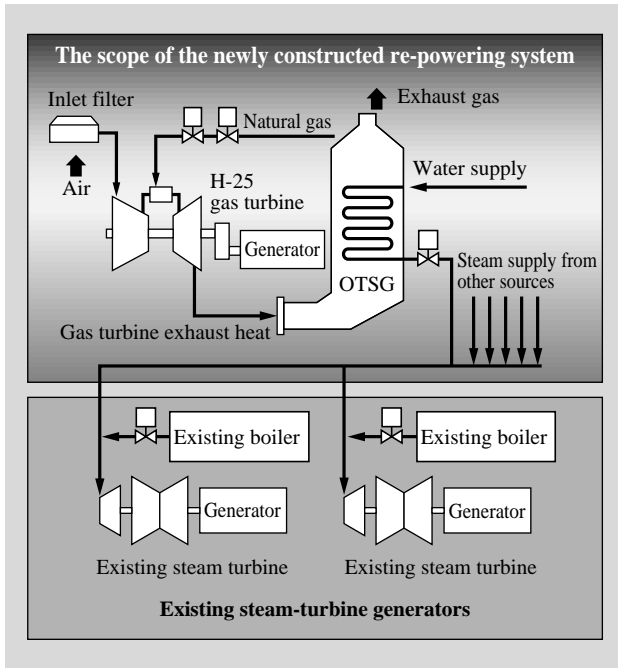 The scope of the newly constructed re-powering system
Inlet filter
Exhaust gas
Natural gas
Water supply
Air
H-25
gas turbine
Generator
Steam supply from
other sources
OTSG
Gas turbine exhaust heat
Existing boiler
Existing boiler
Generator
Generator
Existing steam turbine
Existing steam turbine
Existing steam-turbine generators